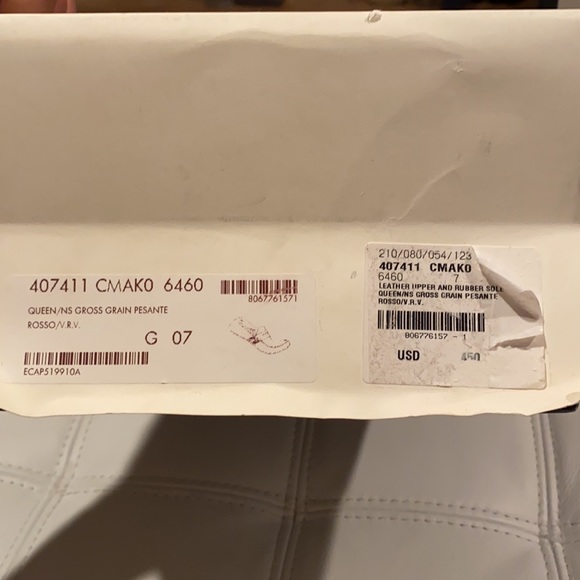 407411 CMAK0 6460
8067761571
QUEEN/NS GROSS GRAIN PESANTE
ROSSO/V.R.V.
G 07
ECAP519910A
210/080/054/123
407411 CMAK0
6460 7
LEATHER UPPER AND RUBBER SOLE
QUEEN/NS GROSS GRAIN PESANTE
ROSSO/V.R.V.
806776157 - 1
USD 450